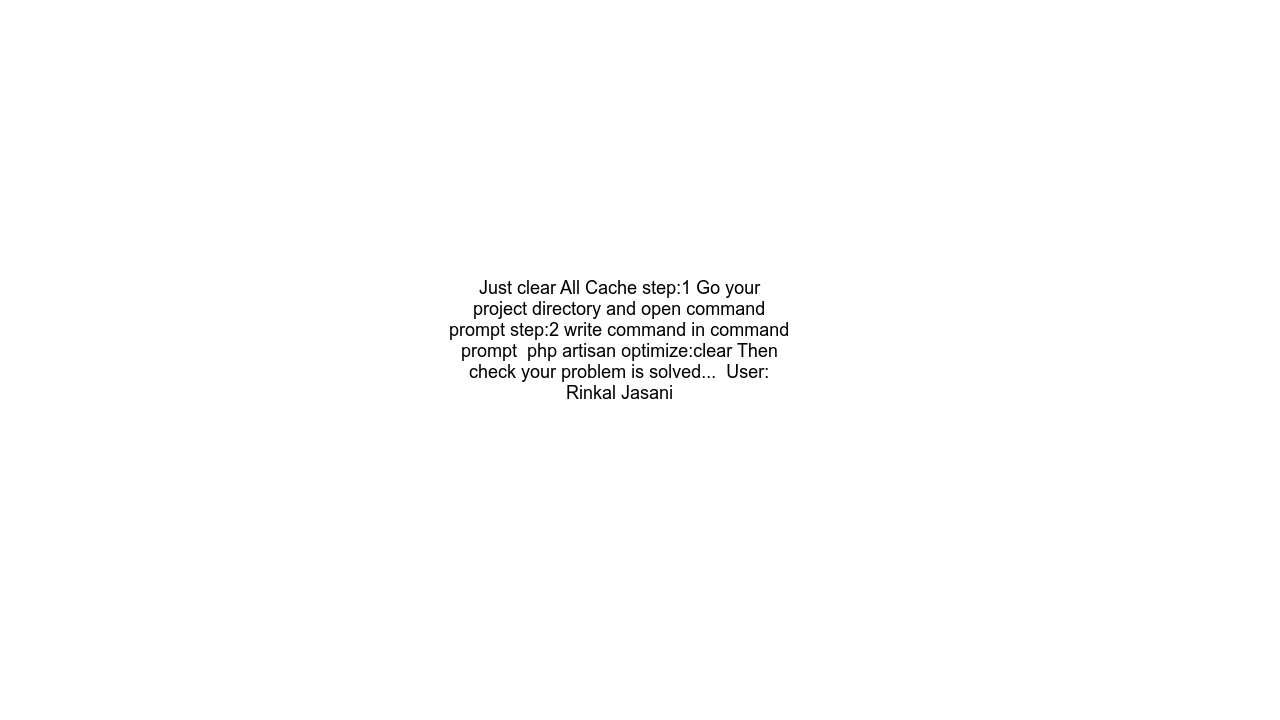 Just clear All Cache step:1 Go your
project directory and open command
prompt step:2 write command in command
prompt  php artisan optimize:clear Then
check your problem is solved...  User:
Rinkal Jasani